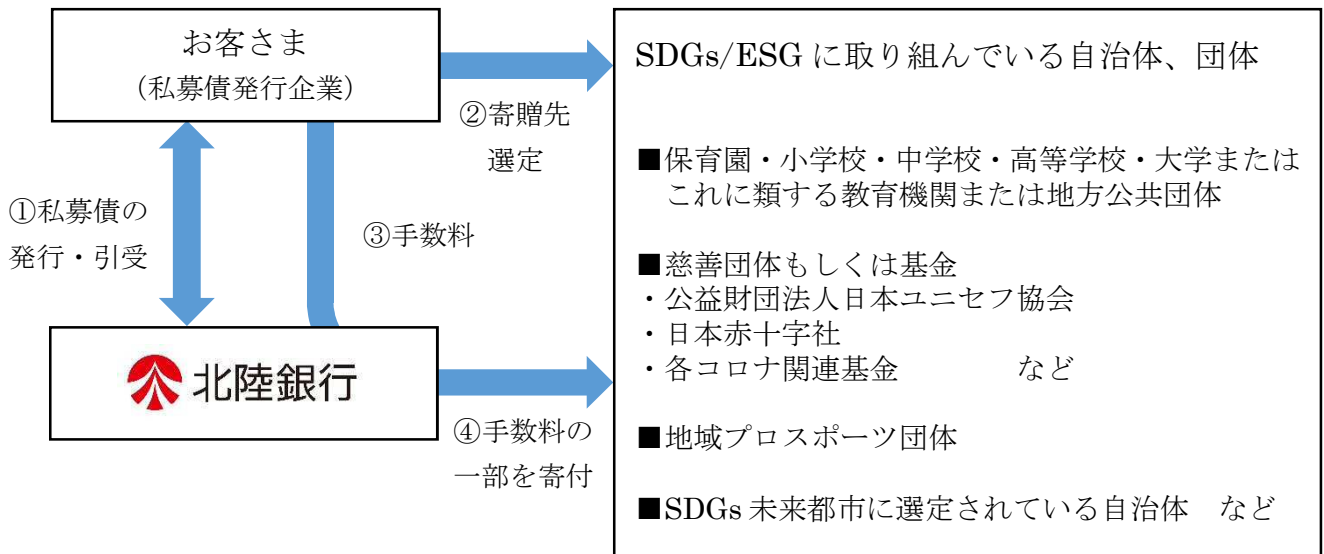 お客さま
(私募債発行企業)
②寄贈先
選定
①私募債の
発行・引受
③手数料
北陸銀行
④手数料の
一部を寄付
SDGs/ESG に取り組んでいる自治体、団体
■保育園・小学校・中学校・高等学校・大学または
これに類する教育機関または地方公共団体
■慈善団体もしくは基金
・公益財団法人日本ユニセフ協会
・日本赤十字社
・各コロナ関連基金 など
■地域プロスポーツ団体
■SDGs 未来都市に選定されている自治体 など